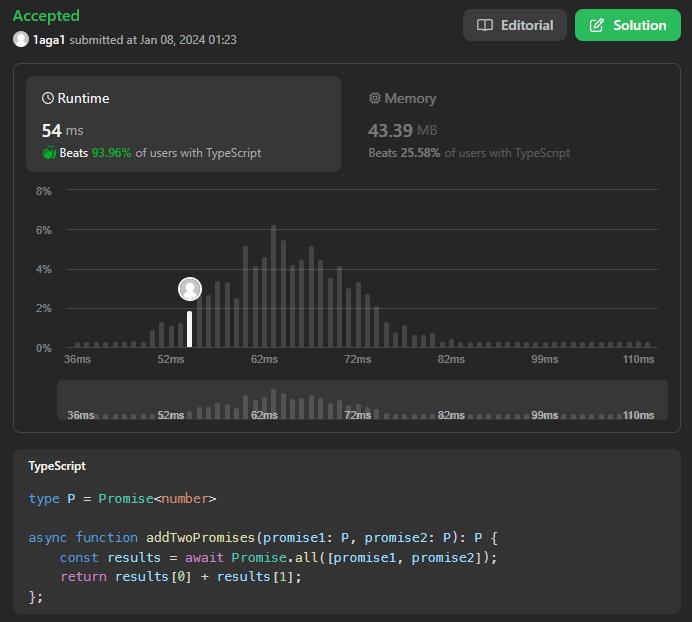 Accepted
Editorial
Solution
1aga1 submitted at Jan 08, 2024 01:23
Runtime
54 ms
Beats 93.96% of users with TypeScript
Memory
43.39 MB
Beats 25.58% of users with TypeScript
8%
6%
4%
2%
0%
36ms 52ms 62ms 72ms 82ms 99ms 110ms
36ms 52ms 62ms 72ms 82ms 99ms 110ms
TypeScript
type P = Promise<number>
async function addTwoPromises(promise1: P, promise2: P): P {
    const results = await Promise.all([promise1, promise2]);
    return results[0] + results[1];
};